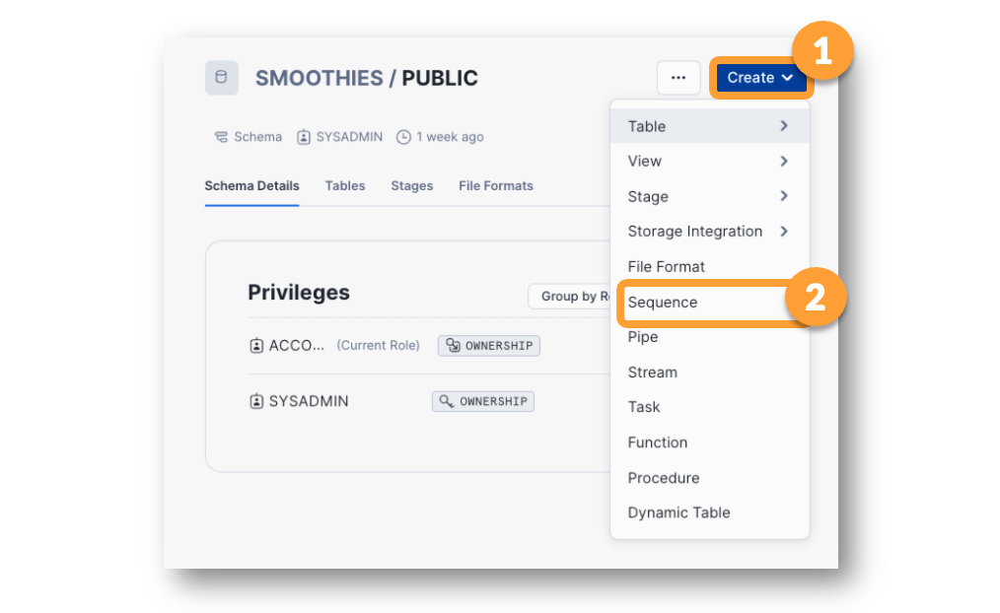 1
SMOOTHIES / PUBLIC
... Create
Schema SYSADMIN 1 week ago
Schema Details Tables Stages File Formats
Table
View
Stage
Storage Integration
File Format
Sequence
2
Pipe
Stream
Task
Function
Procedure
Dynamic Table
Privileges
Group by
ACCO... (Current Role) OWNERSHIP
SYSADMIN OWNERSHIP